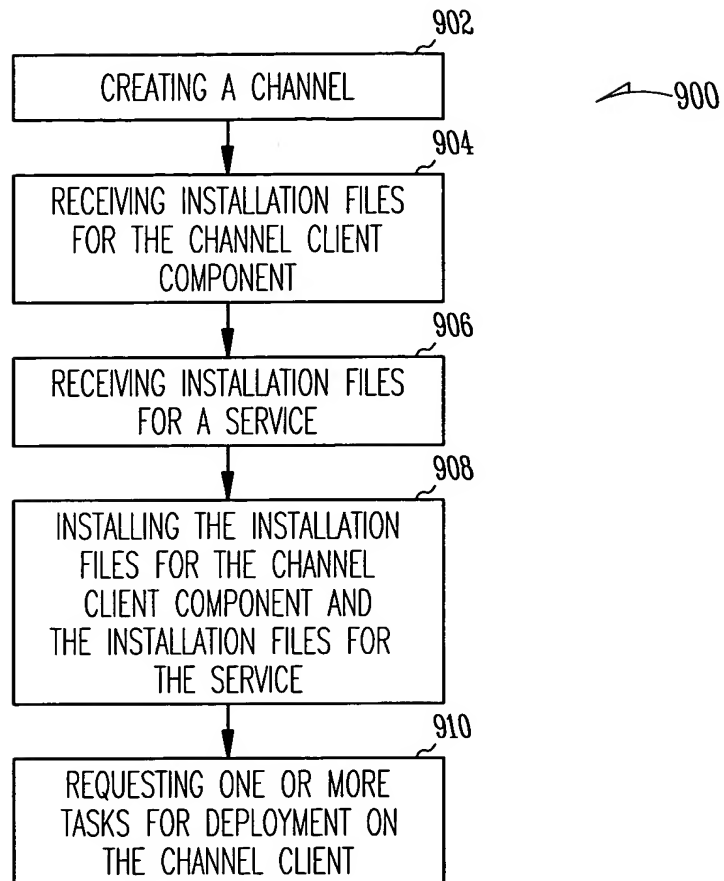 902
CREATING A CHANNEL
900
904
RECEIVING INSTALLATION FILES
FOR THE CHANNEL CLIENT
COMPONENT
906
RECEIVING INSTALLATION FILES
FOR A SERVICE
908
INSTALLING THE INSTALLATION
FILES FOR THE CHANNEL
CLIENT COMPONENT AND
THE INSTALLATION FILES FOR
THE SERVICE
910
REQUESTING ONE OR MORE
TASKS FOR DEPLOYMENT ON
THE CHANNEL CLIENT